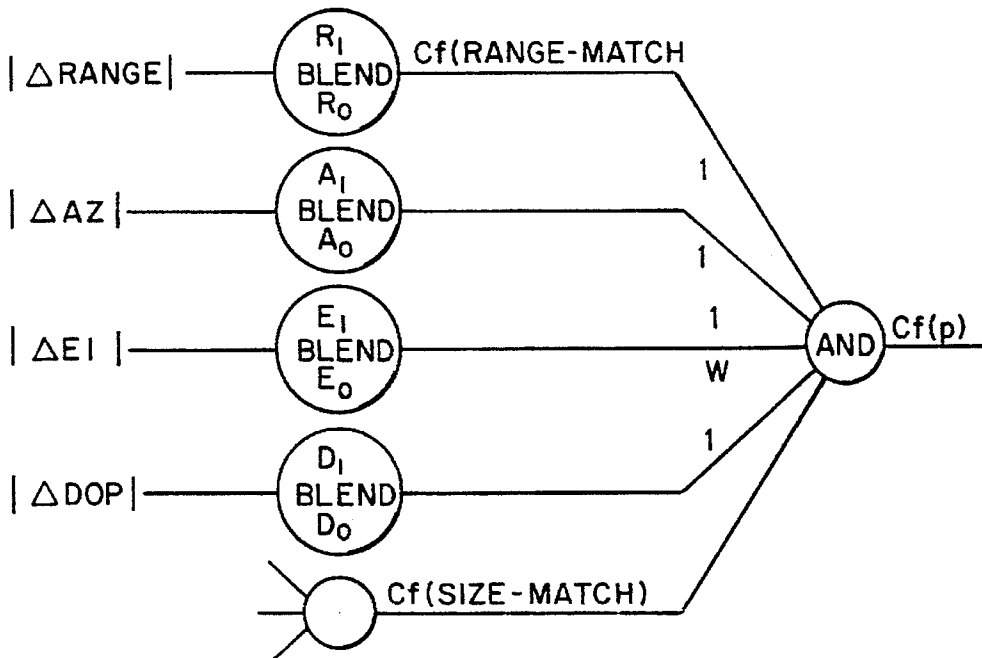 R1
|△RANGE| BLEND Cf(RANGE-MATCH
R0
1
A1
|△AZ| BLEND
A0
1
E1
1
|△EI| BLEND AND Cf(p)
E0
W
D1
1
|△DOP| BLEND
D0
Cf(SIZE-MATCH)